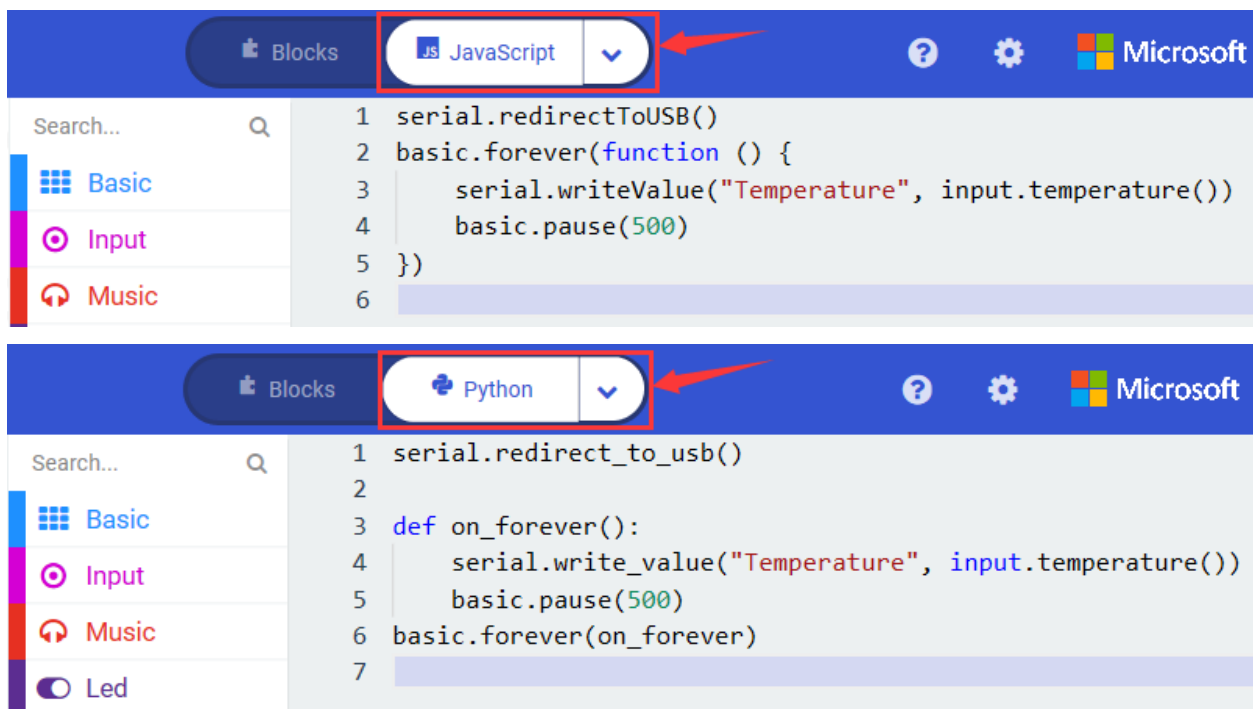 Blocks JS JavaScript Microsoft
Search...
1 serial.redirectToUSB()
2 basic.forever(function () {
Basic
3     serial.writeValue("Temperature", input.temperature())
4     basic.pause(500)
Input
5 })
Music
6
Blocks Python ? Microsoft
Search...
1 serial.redirect_to_usb()
2
Basic
3 def on_forever():
4     serial.write_value("Temperature", input.temperature())
Input
5     basic.pause(500)
Music
6 basic.forever(on_forever)
7
Led